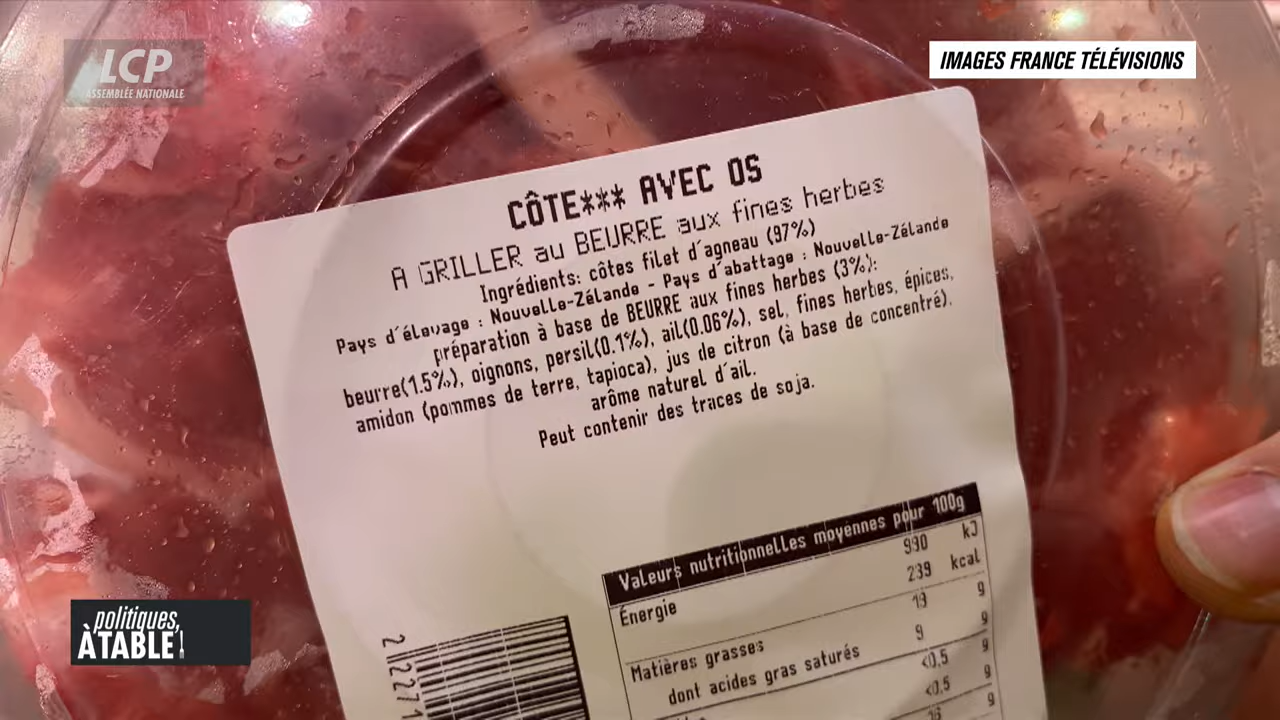 LCP
ASSEMBLÉE NATIONALE
IMAGES FRANCE TÉLÉVISIONS
CÔTE*** AVEC OS
A GRILLER au BEURRE aux fines herbes
Ingrédients: côtes filet d'agneau (97%)
Pays d'élevage : Nouvelle-Zélande - Pays d'abattage : Nouvelle-Zélande
préparation à base de BEURRE aux fines herbes (3%):
beurre(1.5%), oignons, persil(0.1%), ail(0.06%), sel, fines herbes, épices,
amidon (pommes de terre, tapioca), jus de citron (à base de concentré),
arôme naturel d'ail.
Peut contenir des traces de soja.
Valeurs nutritionnelles moyennes pour 100g
Énergie 990 kJ
239 kcal
Matières grasses 19 g
dont acides gras saturés 9 g
<0,5 g
<0,5 g
g
politiques,
À TABLE!